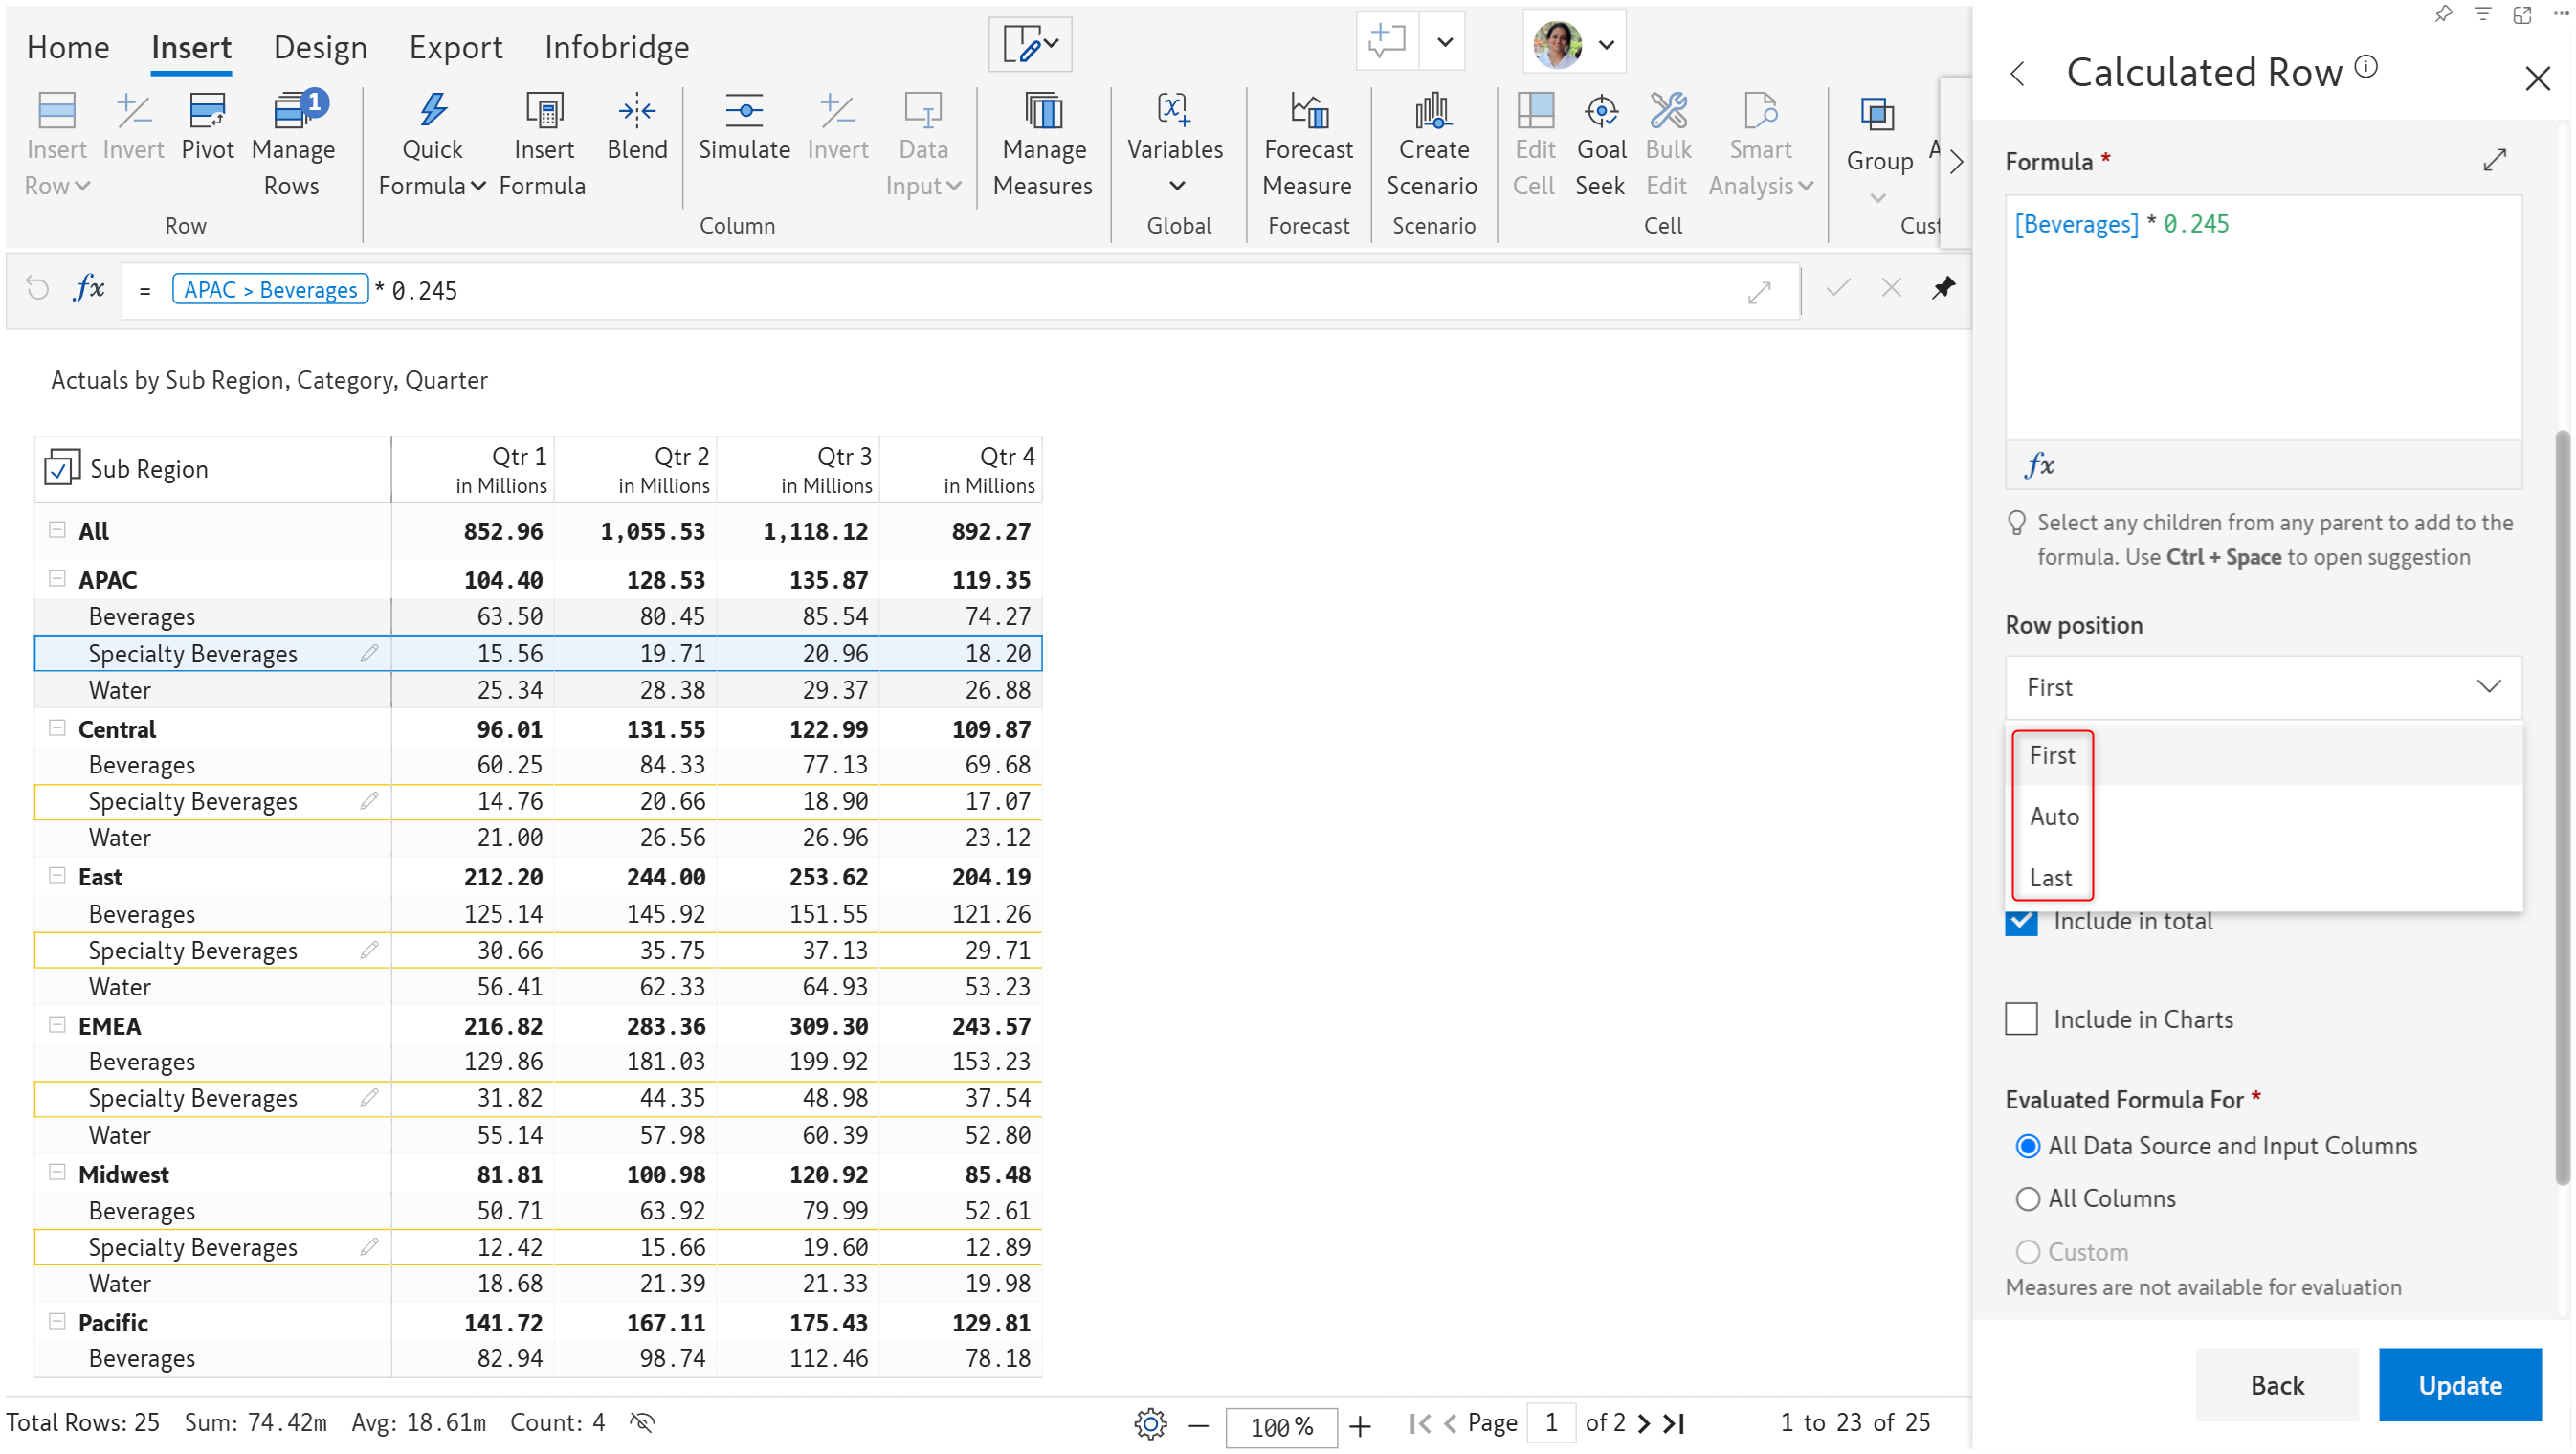 Home Insert Design Export Infobridge
Insert Row Invert Pivot Manage Rows 1 Quick Formula Insert Formula Blend Simulate Invert Data Input Manage Measures Variables Forecast Measure Create Scenario Edit Cell Goal Seek Bulk Edit Smart Analysis Group A
Row Column Global Forecast Scenario Cell Cust
fx = APAC > Beverages * 0.245
Actuals by Sub Region, Category, Quarter
Sub Region Qtr 1 Qtr 2 Qtr 3 Qtr 4
in Millions in Millions in Millions in Millions
All 852.96 1,055.53 1,118.12 892.27
APAC 104.40 128.53 135.87 119.35
Beverages 63.50 80.45 85.54 74.27
Specialty Beverages 15.56 19.71 20.96 18.20
Water 25.34 28.38 29.37 26.88
Central 96.01 131.55 122.99 109.87
Beverages 60.25 84.33 77.13 69.68
Specialty Beverages 14.76 20.66 18.90 17.07
Water 21.00 26.56 26.96 23.12
East 212.20 244.00 253.62 204.19
Beverages 125.14 145.92 151.55 121.26
Specialty Beverages 30.66 35.75 37.13 29.71
Water 56.41 62.33 64.93 53.23
EMEA 216.82 283.36 309.30 243.57
Beverages 129.86 181.03 199.92 153.23
Specialty Beverages 31.82 44.35 48.98 37.54
Water 55.14 57.98 60.39 52.80
Midwest 81.81 100.98 120.92 85.48
Beverages 50.71 63.92 79.99 52.61
Specialty Beverages 12.42 15.66 19.60 12.89
Water 18.68 21.39 21.33 19.98
Pacific 141.72 167.11 175.43 129.81
Beverages 82.94 98.74 112.46 78.18
Total Rows: 25 Sum: 74.42m Avg: 18.61m Count: 4 100 % Page 1 of 2 1 to 23 of 25
Calculated Row
Formula *
[Beverages] * 0.245
fx
Select any children from any parent to add to the
formula. Use Ctrl + Space to open suggestion
Row position
First
First
Auto
Last
Include in total
Include in Charts
Evaluated Formula For *
All Data Source and Input Columns
All Columns
Custom
Measures are not available for evaluation
Back Update